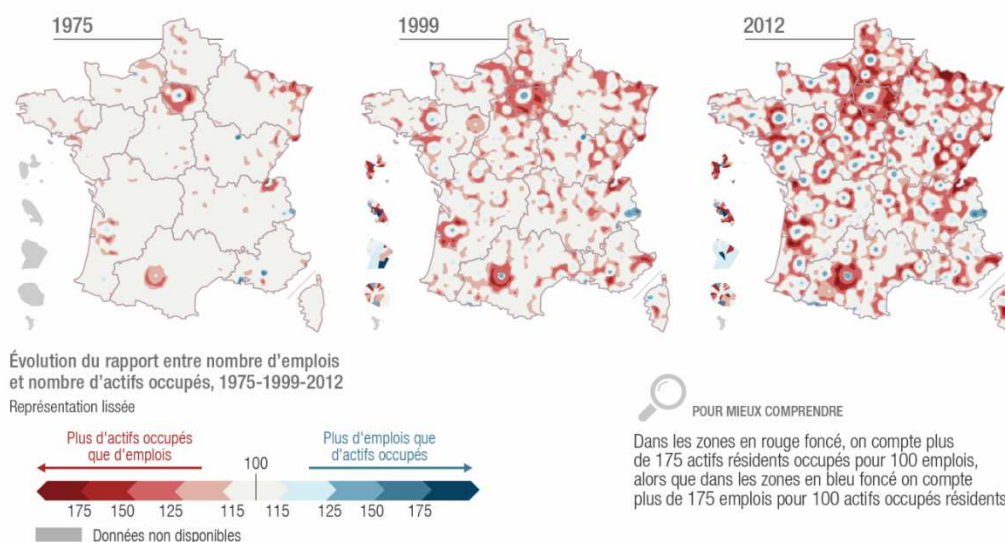 1975
1999
2012
Évolution du rapport entre nombre d'emplois
et nombre d'actifs occupés, 1975-1999-2012
Représentation lissée
Plus d'actifs occupés
que d'emplois
Plus d'emplois que
d'actifs occupés
100
175 150 125 115 115 125 150 175
Données non disponibles
POUR MIEUX COMPRENDRE
Dans les zones en rouge foncé, on compte plus
de 175 actifs résidents occupés pour 100 emplois,
alors que dans les zones en bleu foncé on compte
plus de 175 emplois pour 100 actifs occupés résidents